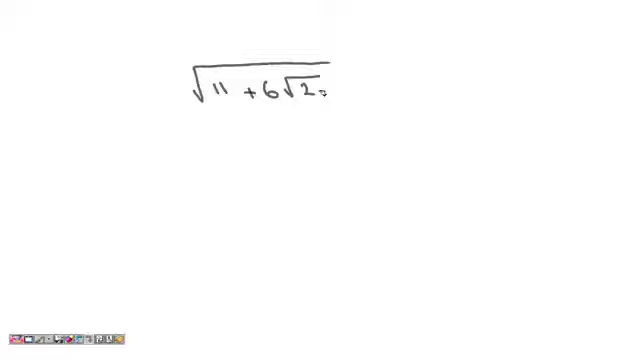 √(11 + 6√2)